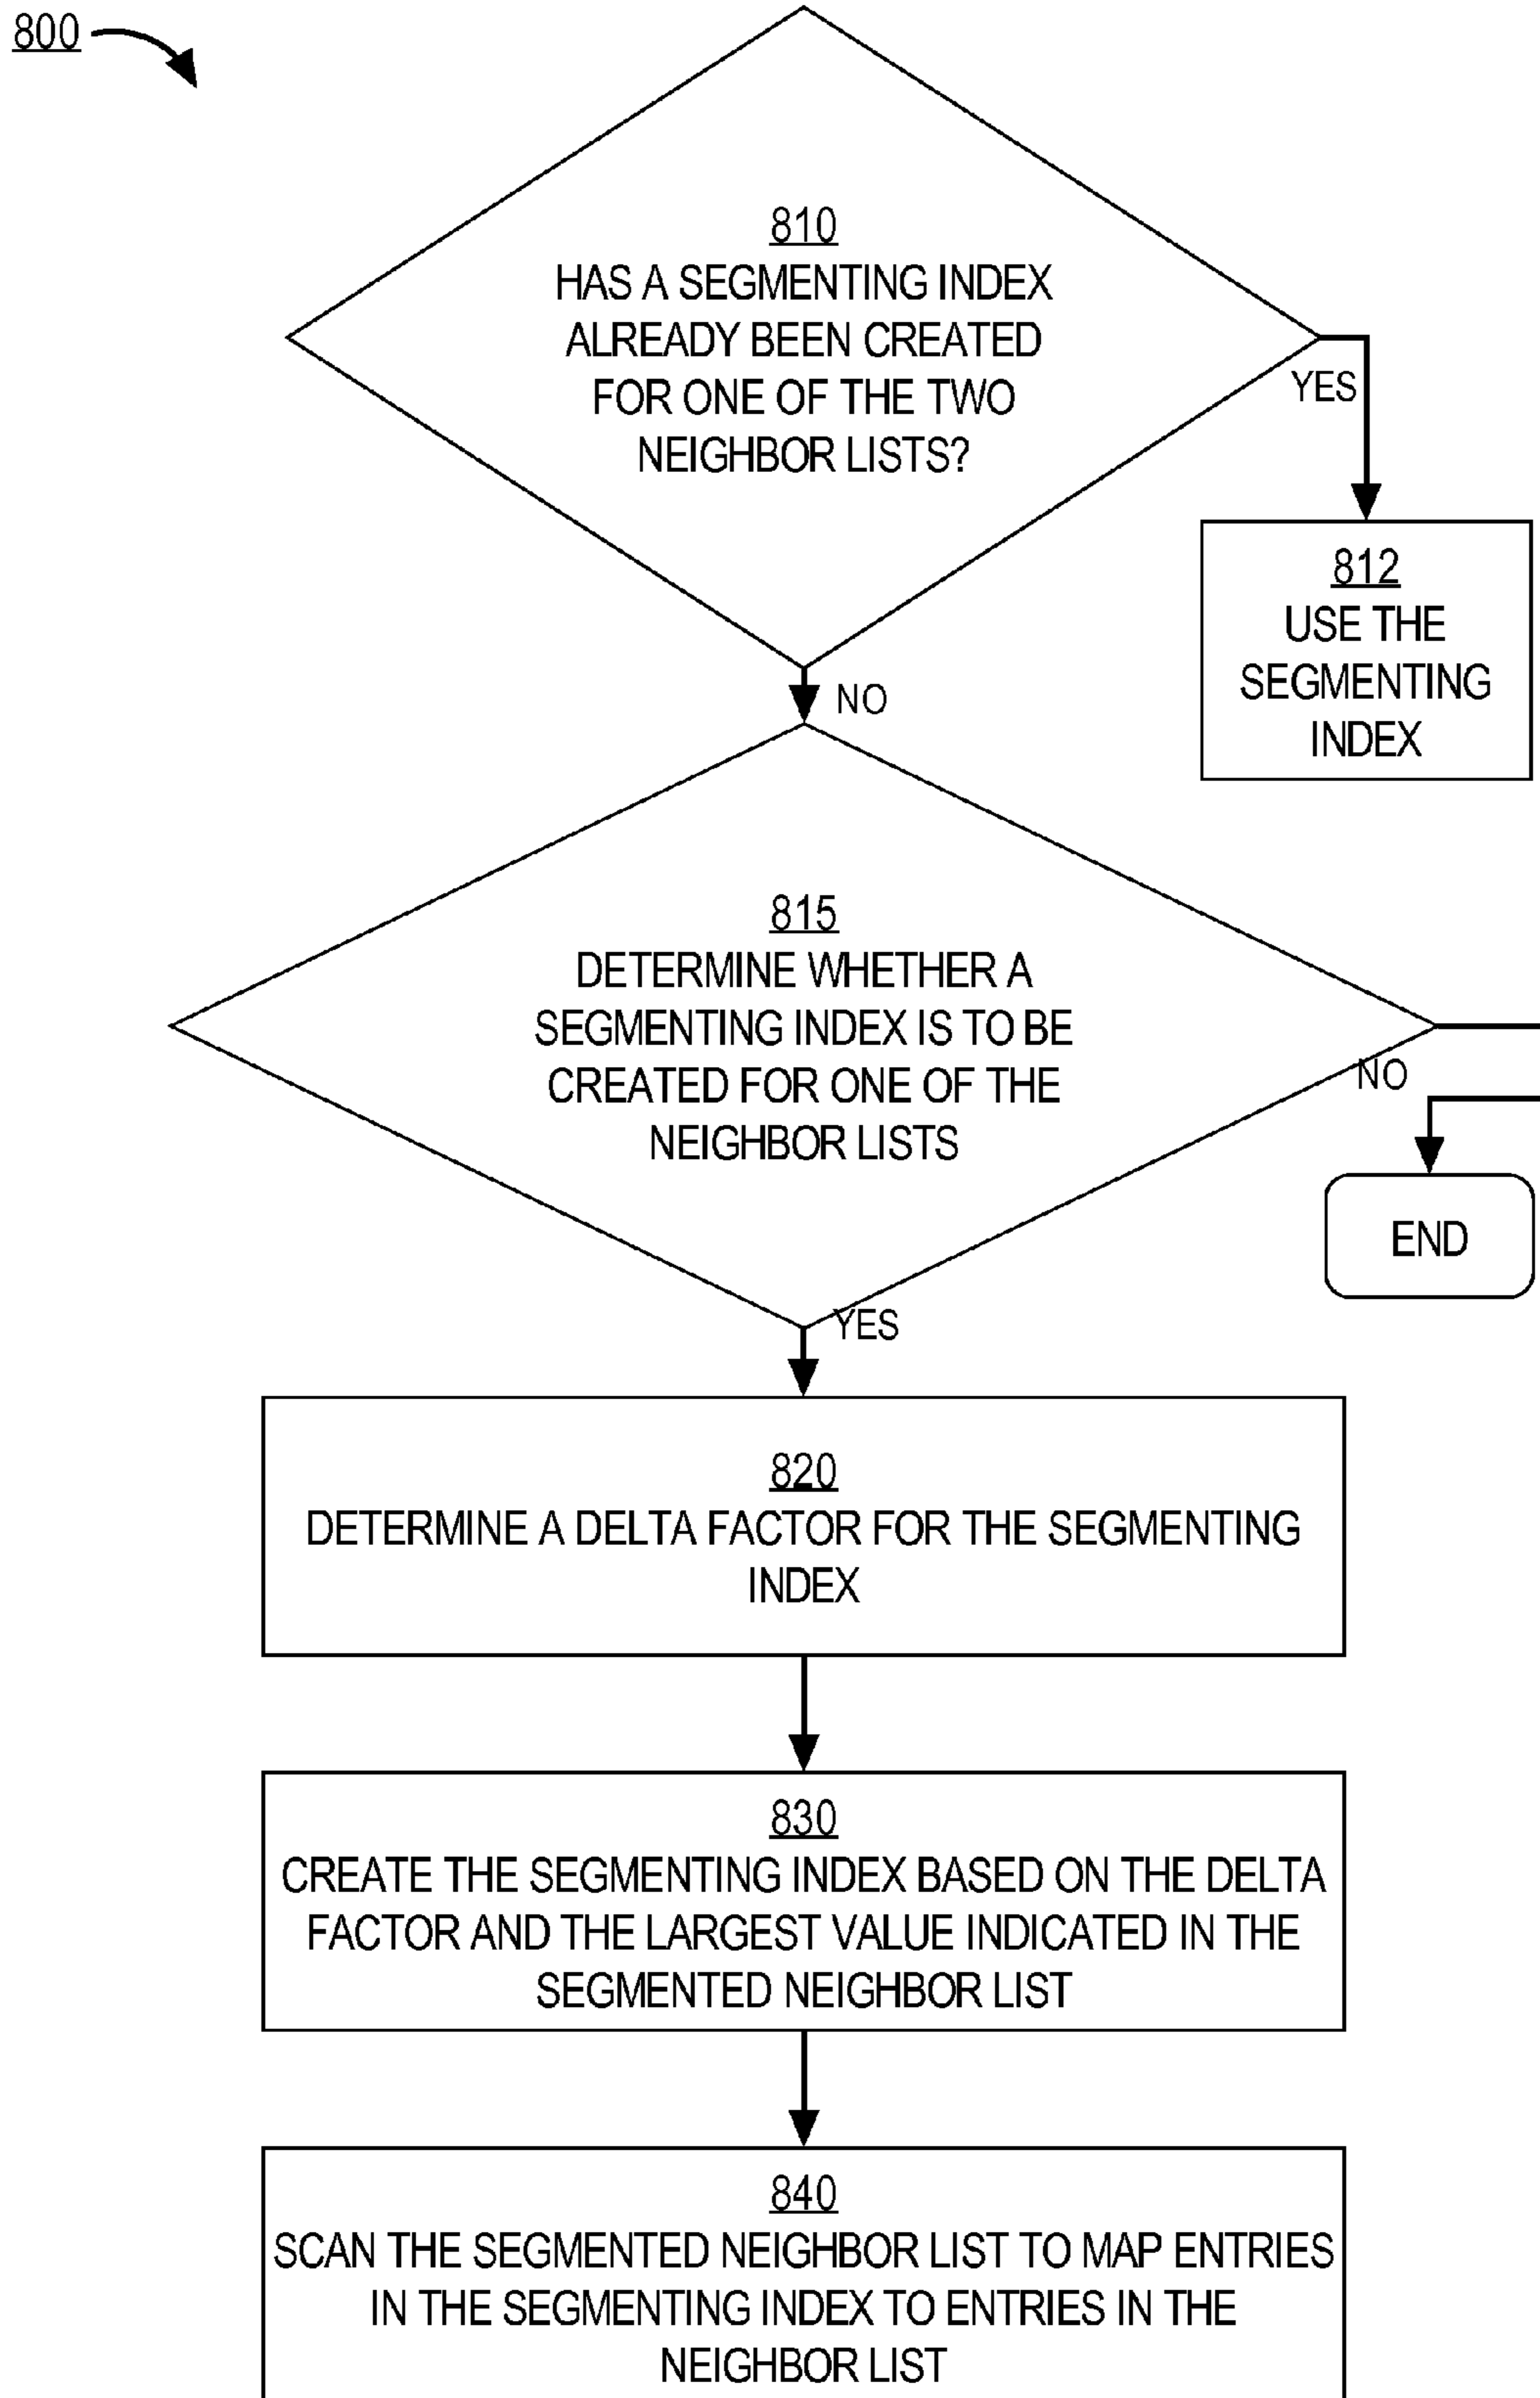 800
810
HAS A SEGMENTING INDEX
ALREADY BEEN CREATED
FOR ONE OF THE TWO
NEIGHBOR LISTS?
YES
812
USE THE
SEGMENTING
INDEX
NO
815
DETERMINE WHETHER A
SEGMENTING INDEX IS TO BE
CREATED FOR ONE OF THE
NEIGHBOR LISTS
NO
END
YES
820
DETERMINE A DELTA FACTOR FOR THE SEGMENTING
INDEX
830
CREATE THE SEGMENTING INDEX BASED ON THE DELTA
FACTOR AND THE LARGEST VALUE INDICATED IN THE
SEGMENTED NEIGHBOR LIST
840
SCAN THE SEGMENTED NEIGHBOR LIST TO MAP ENTRIES
IN THE SEGMENTING INDEX TO ENTRIES IN THE
NEIGHBOR LIST